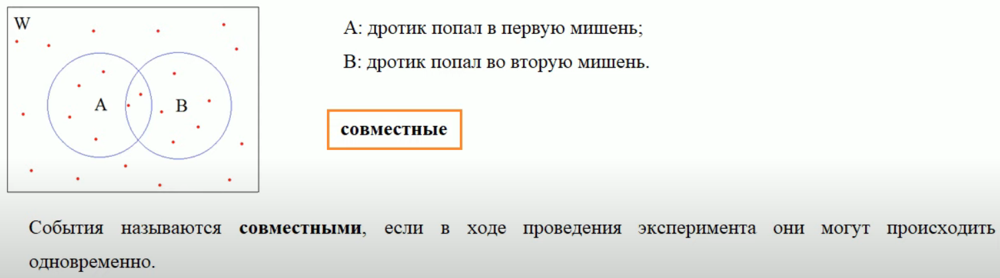 W
A
B
A: дротик попал в первую мишень;
B: дротик попал во вторую мишень.
совместные
События называются совместными, если в ходе проведения эксперимента они могут происходить
одновременно.